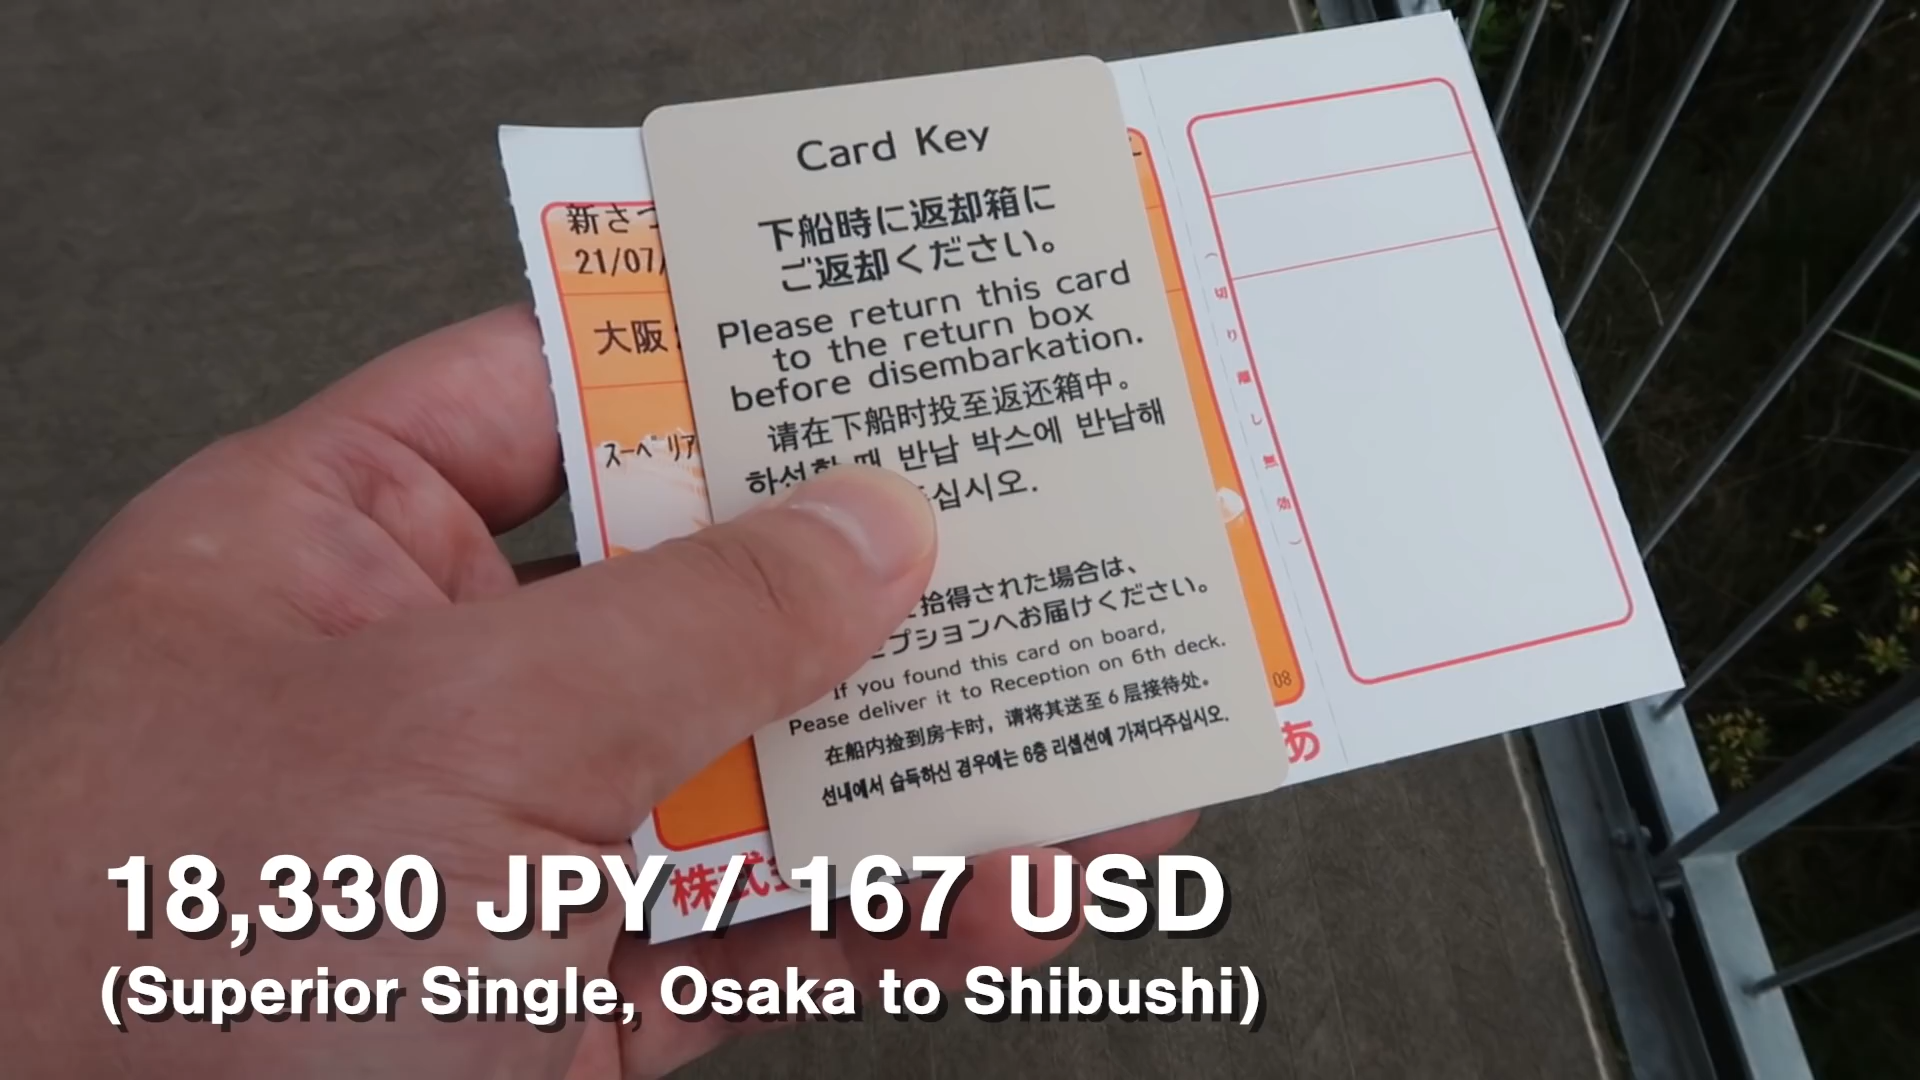 新さつ
21/07/
大阪
スーペリア
Card Key
下船時に返却箱に
ご返却ください。
Please return this card
to the return box
before disembarkation.
请在下船时投至返还箱中。
하선할 때 반납 박스에 반납해
십시오.
拾得された場合は、
プションへお届けください。
If you found this card on board,
Pease deliver it to Reception on 6th deck.
在船内捡到房卡时，请将其送至6层接待处。
선내에서 습득하신 경우에는 6층 리셉션에 가져다주십시오.
08
あ
(切り離し無効)
株式
18,330 JPY / 167 USD
(Superior Single, Osaka to Shibushi)